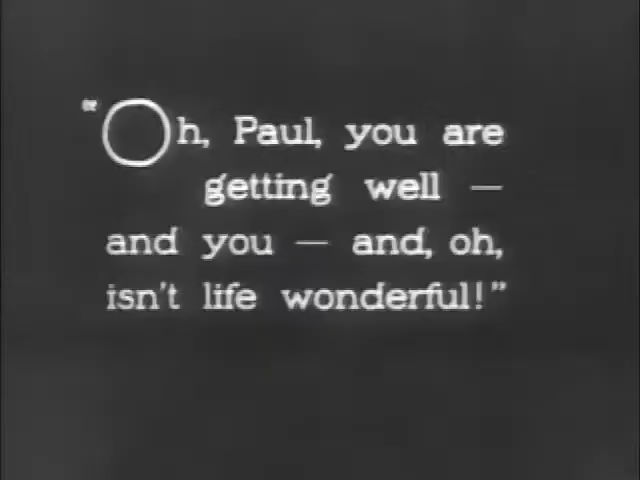 “Oh, Paul, you are
getting well —
and you — and, oh,
isn't life wonderful!”